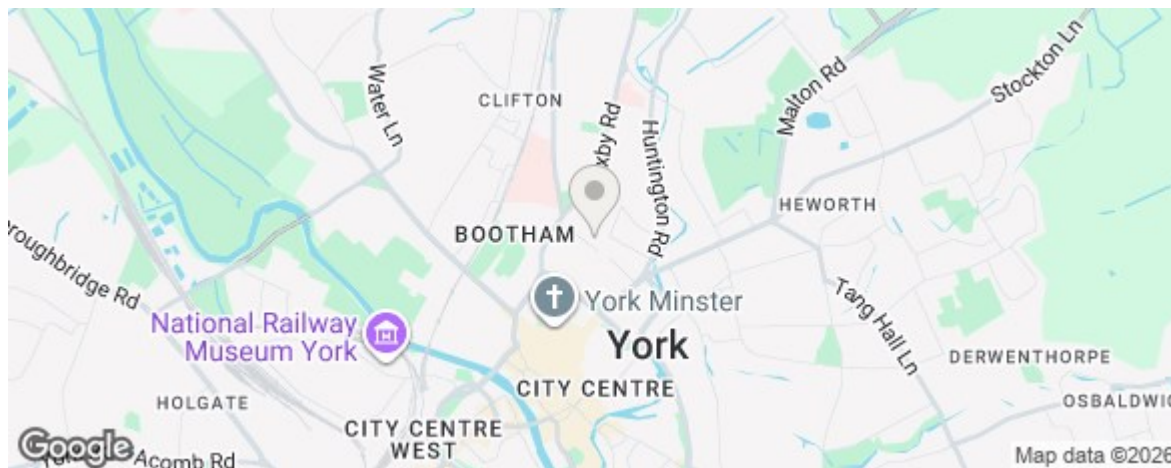 CLIFTON
Water Ln
xby Rd
Huntington Rd
Malton Rd
Stockton Ln
HEWORTH
BOOTHAM
roughbridge Rd
York Minster
National Railway
Museum York
York
Tang Hall Ln
DERWENTHORPE
CITY CENTRE
HOLGATE
OSBALDWIC
CITY CENTRE
WEST
Google
Acomb Rd
Map data ©2026